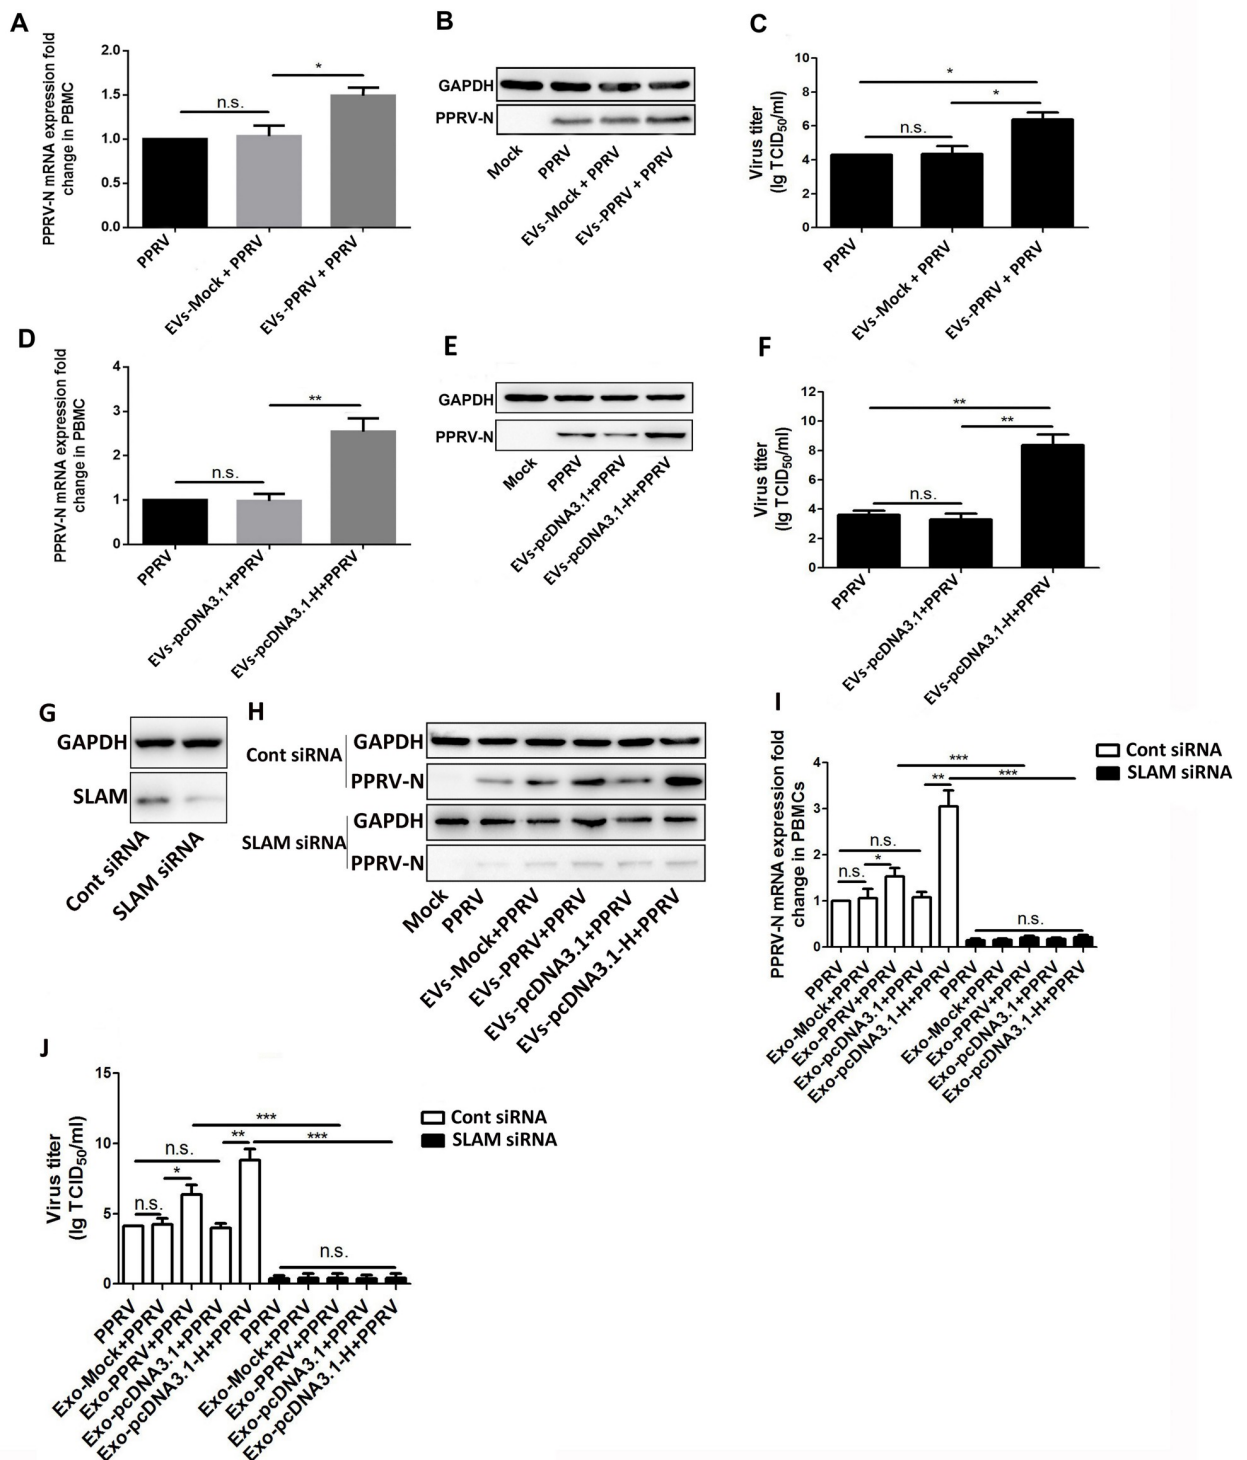 A
PPRV-N mRNA expression fold
change in PBMC
2.0
1.5
1.0
0.5
0.0
n.s.
*
PPRV
EVs-Mock + PPRV
EVs-PPRV + PPRV
B
GAPDH
PPRV-N
Mock
PPRV
EVs-Mock + PPRV
EVs-PPRV + PPRV
C
Virus titer
(lg TCID50/ml)
10
8
6
4
2
0
*
*
n.s.
PPRV
EVs-Mock + PPRV
EVs-PPRV + PPRV
D
PPRV-N mRNA expression fold
change in PBMC
4
3
2
1
0
n.s.
**
PPRV
EVs-pcDNA3.1+PPRV
EVs-pcDNA3.1-H+PPRV
E
GAPDH
PPRV-N
Mock
PPRV
EVs-pcDNA3.1+PPRV
EVs-pcDNA3.1-H+PPRV
F
Virus titer
(lg TCID50/ml)
12
10
8
6
4
2
0
**
**
n.s.
PPRV
EVs-pcDNA3.1+PPRV
EVs-pcDNA3.1-H+PPRV
G
GAPDH
SLAM
Cont siRNA
SLAM siRNA
H
Cont siRNA
GAPDH
PPRV-N
SLAM siRNA
GAPDH
PPRV-N
Mock
PPRV
EVs-Mock+PPRV
EVs-PPRV+PPRV
EVs-pcDNA3.1+PPRV
EVs-pcDNA3.1-H+PPRV
I
PPRV-N mRNA expression fold
change in PBMCs
4
3
2
1
0
***
**
***
n.s.
n.s.
*
n.s.
Cont siRNA
SLAM siRNA
PPRV
Exo-Mock+PPRV
Exo-PPRV+PPRV
Exo-pcDNA3.1+PPRV
Exo-pcDNA3.1-H+PPRV
PPRV
Exo-Mock+PPRV
Exo-PPRV+PPRV
Exo-pcDNA3.1+PPRV
Exo-pcDNA3.1-H+PPRV
J
Virus titer
(lg TCID50/ml)
15
10
5
0
***
**
***
n.s.
*
n.s.
n.s.
Cont siRNA
SLAM siRNA
PPRV
Exo-Mock+PPRV
Exo-PPRV+PPRV
Exo-pcDNA3.1+PPRV
Exo-pcDNA3.1-H+PPRV
PPRV
Exo-Mock+PPRV
Exo-PPRV+PPRV
Exo-pcDNA3.1+PPRV
Exo-pcDNA3.1-H+PPRV